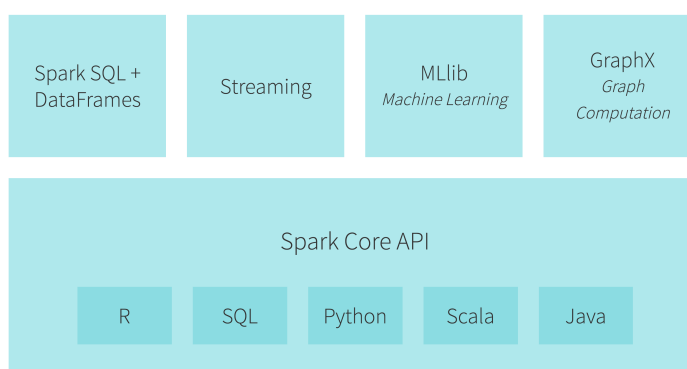 Spark SQL +
DataFrames
Streaming
MLlib
Machine Learning
GraphX
Graph
Computation
Spark Core API
R
SQL
Python
Scala
Java